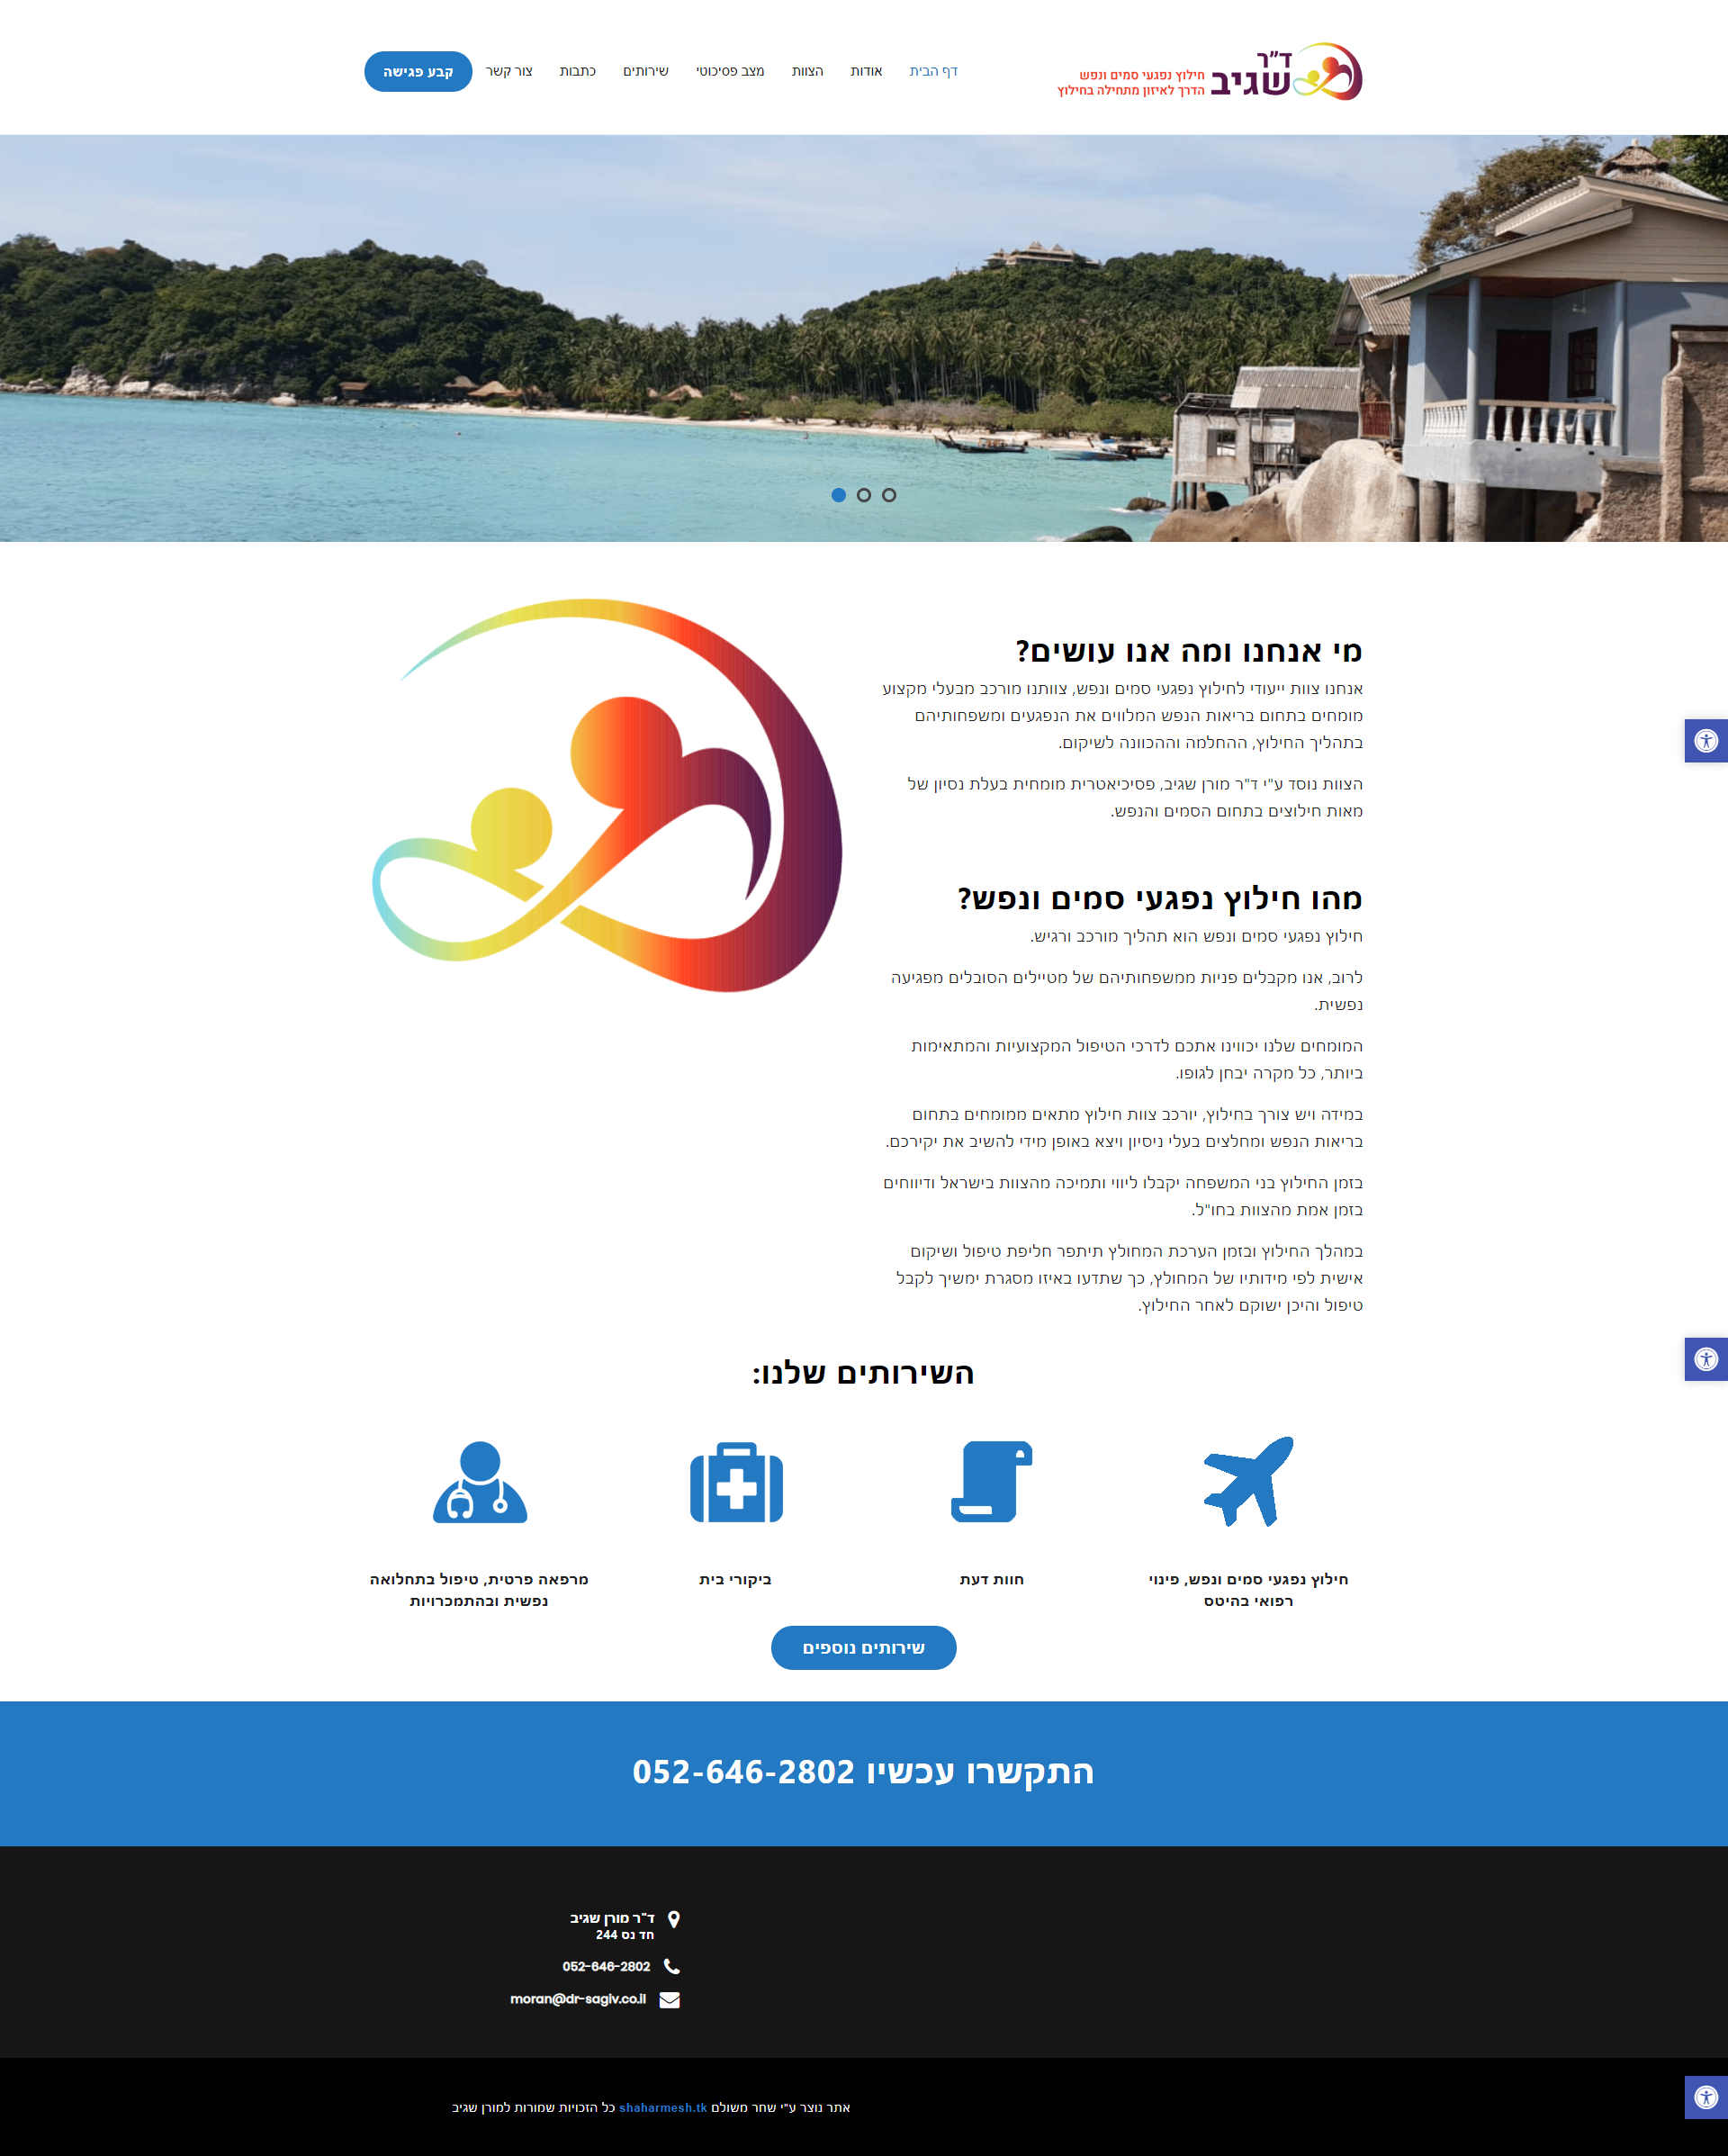 ד"ר
שגיב
חילוץ נפגעי סמים ונפש
הדרך לאיזון מתחילה בחילוץ
דף הבית
אודות
הצוות
מצב פסיכוטי
שירותים
כתבות
צור קשר
קבע פגישה
מי אנחנו ומה אנו עושים?
אנחנו צוות ייעודי לחילוץ נפגעי סמים ונפש, צוותנו מורכב מבעלי מקצוע
מומחים בתחום בריאות הנפש המלווים את הנפגעים ומשפחותיהם
בתהליך החילוץ, ההחלמה וההכוונה לשיקום.
הצוות נוסד ע"י ד"ר מורן שגיב, פסיכיאטרית מומחית בעלת נסיון של
מאות חילוצים בתחום הסמים והנפש.
מהו חילוץ נפגעי סמים ונפש?
חילוץ נפגעי סמים ונפש הוא תהליך מורכב ורגיש.
לרוב, אנו מקבלים פניות ממשפחותיהם של מטיילים הסובלים מפגיעה
נפשית.
המומחים שלנו יכווינו אתכם לדרכי הטיפול המקצועיות והמתאימות
ביותר, כל מקרה יבחן לגופו.
במידה ויש צורך בחילוץ, יורכב צוות חילוץ מתאים ממומחים בתחום
בריאות הנפש ומחלצים בעלי ניסיון ויצא באופן מידי להשיב את יקירכם.
בזמן החילוץ בני המשפחה יקבלו ליווי ותמיכה מהצוות בישראל ודיווחים
בזמן אמת מהצוות בחו"ל.
במהלך החילוץ ובזמן הערכת המחולץ תיתפר חליפת טיפול ושיקום
אישית לפי מידותיו של המחולץ, כך שתדעו באיזו מסגרת ימשיך לקבל
טיפול והיכן ישוקם לאחר החילוץ.
השירותים שלנו:
חילוץ נפגעי סמים ונפש, פינוי
רפואי בהיטס
חוות דעת
ביקורי בית
מרפאה פרטית, טיפול בתחלואה
נפשית ובהתמכרויות
שירותים נוספים
התקשרו עכשיו 052-646-2802
ד"ר מורן שגיב
חד נס 244
052-646-2802
moran@dr-sagiv.co.il
אתר נוצר ע"י שחר משולם shaharmesh.tk כל הזכויות שמורות למורן שגיב